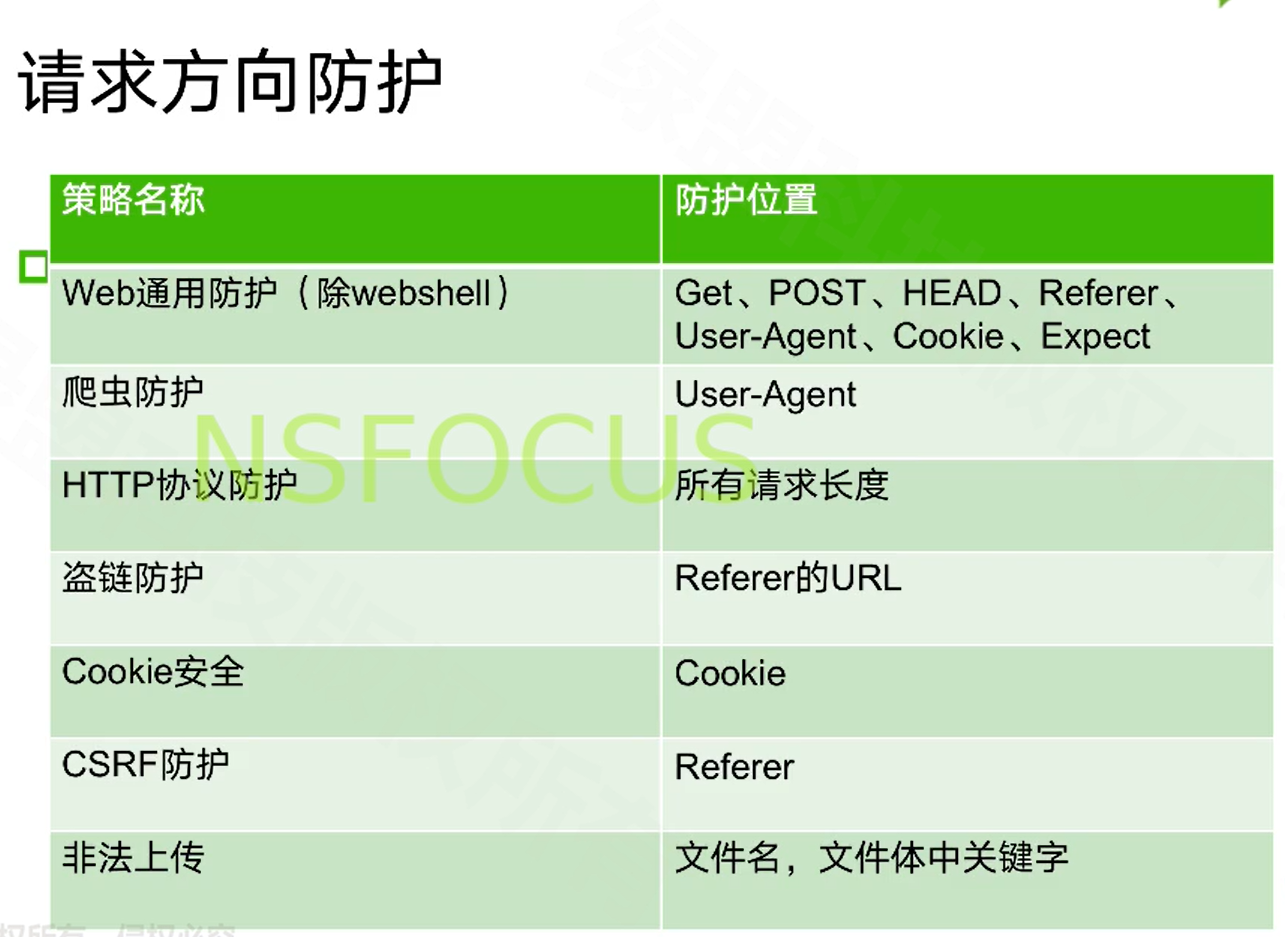 请求方向防护
策略名称
防护位置
Web通用防护（除webshell）
Get、POST、HEAD、Referer、
User-Agent、Cookie、Expect
爬虫防护
User-Agent
NSFOCUS
HTTP协议防护
所有请求长度
盗链防护
Referer的URL
Cookie安全
Cookie
CSRF防护
Referer
非法上传
文件名，文件体中关键字